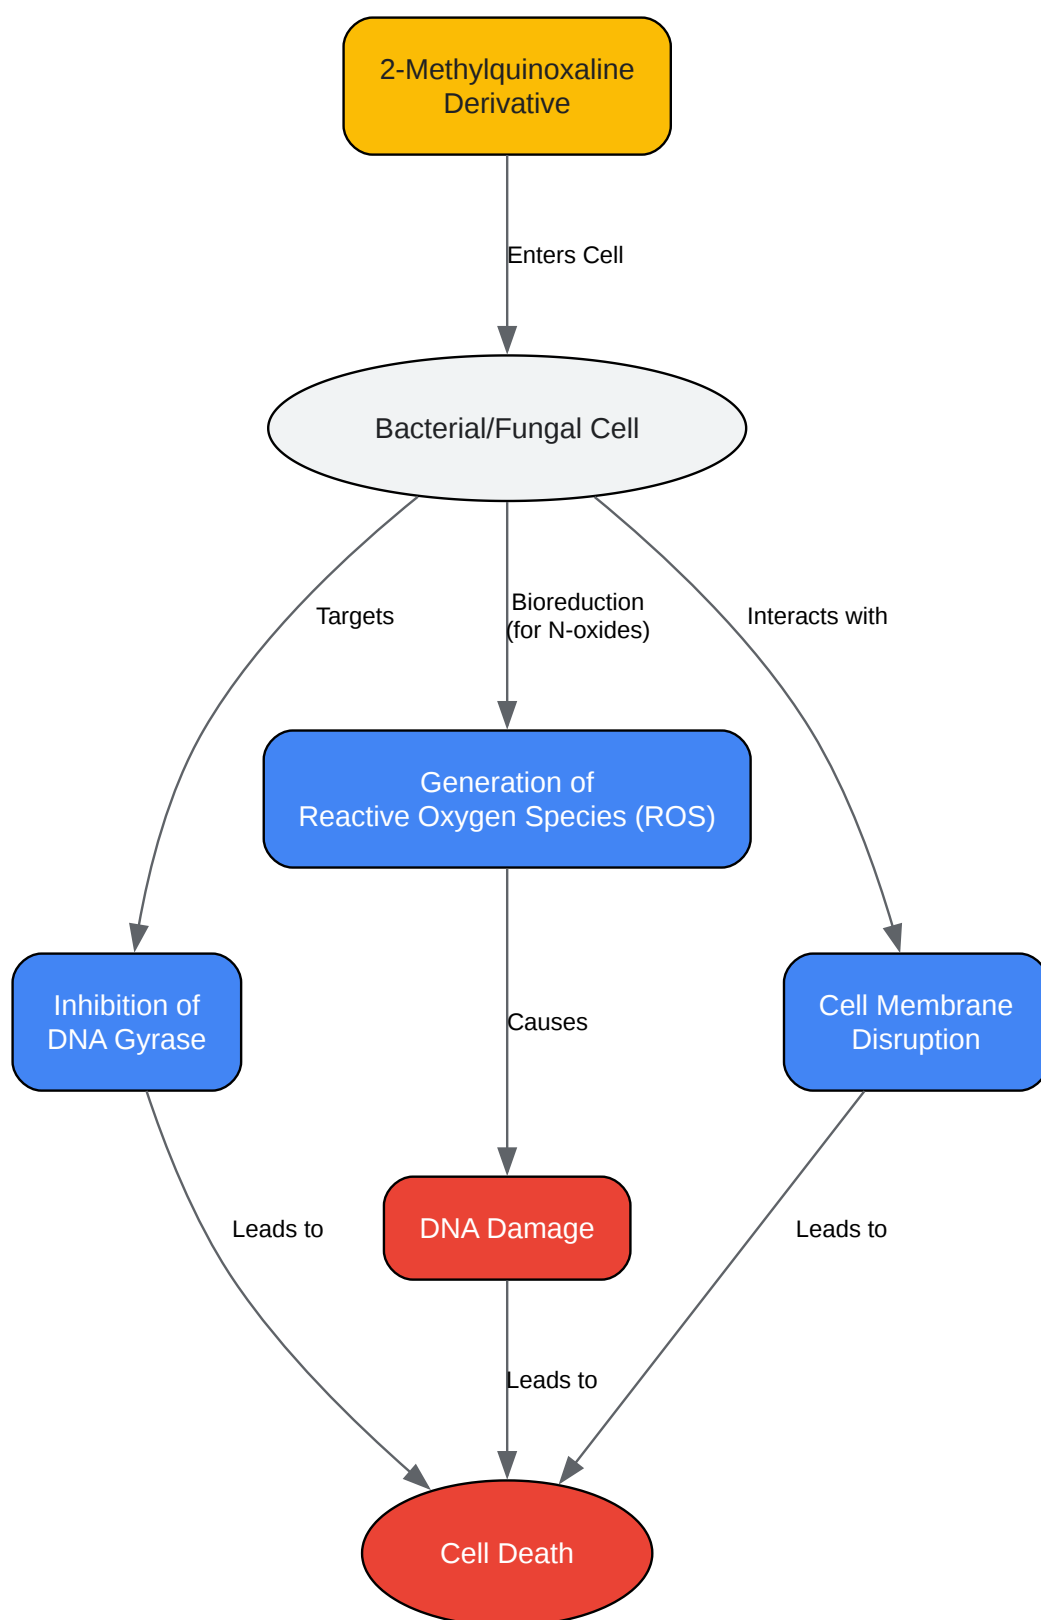 2-Methylquinoxaline
Derivative
Enters Cell
Bacterial/Fungal Cell
Targets
Bioreduction
(for N-oxides)
Interacts with
Generation of
Reactive Oxygen Species (ROS)
Inhibition of
DNA Gyrase
Causes
Cell Membrane
Disruption
Leads to
DNA Damage
Leads to
Leads to
Cell Death